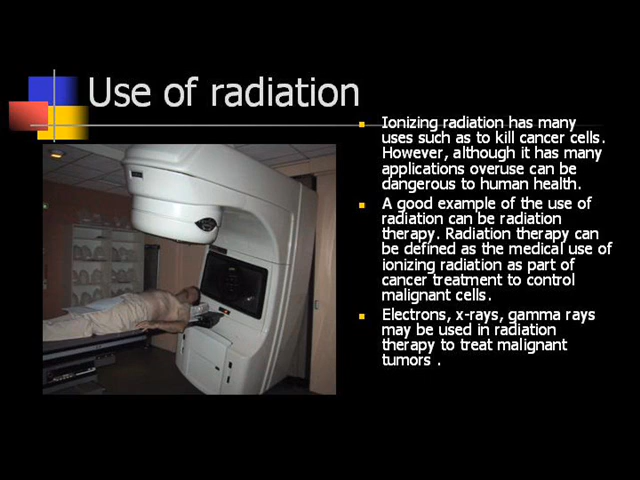 Use of radiation
Ionizing radiation has many
uses such as to kill cancer cells.
However, although it has many
applications overuse can be
dangerous to human health.
A good example of the use of
radiation can be radiation
therapy. Radiation therapy can
be defined as the medical use of
ionizing radiation as part of
cancer treatment to control
malignant cells.
Electrons, x-rays, gamma rays
may be used in radiation
therapy to treat malignant
tumors .